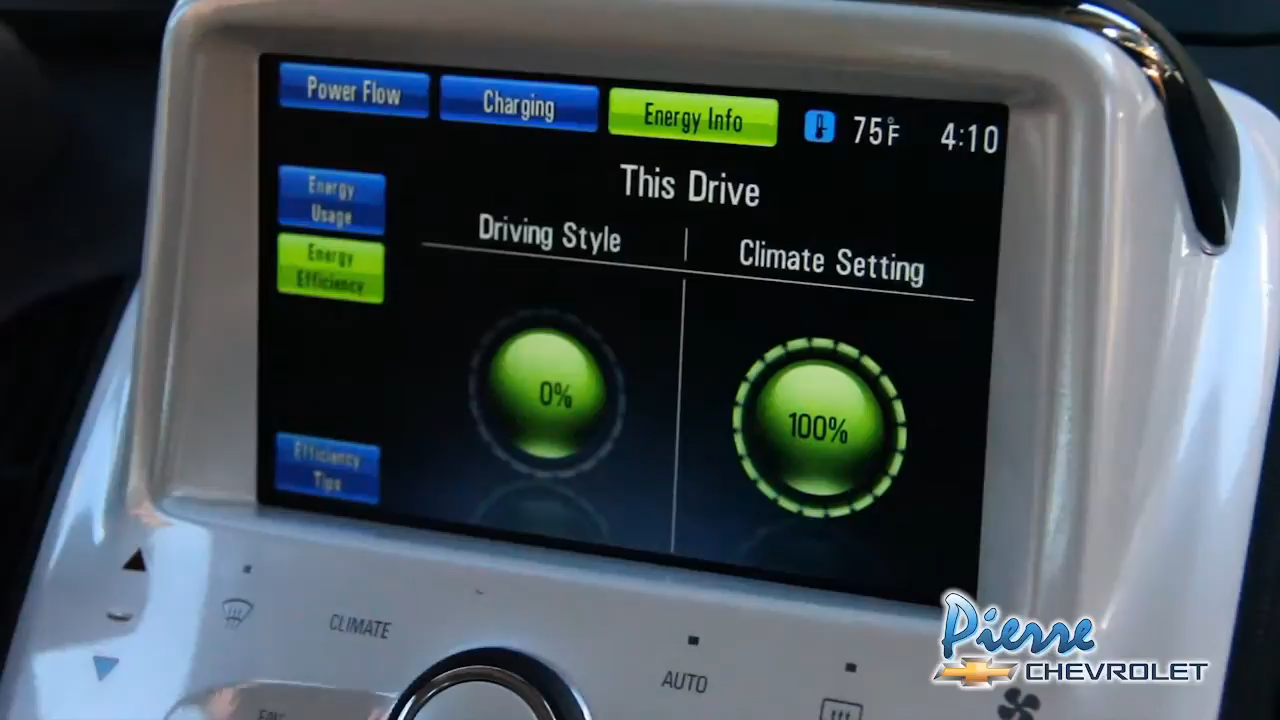 Power Flow
Charging
Energy Info
75°F
4:10
This Drive
Energy
Usage
Driving Style
Climate Setting
Energy
Efficiency
0%
100%
Efficiency
Tips
CLIMATE
AUTO
Pierre
CHEVROLET